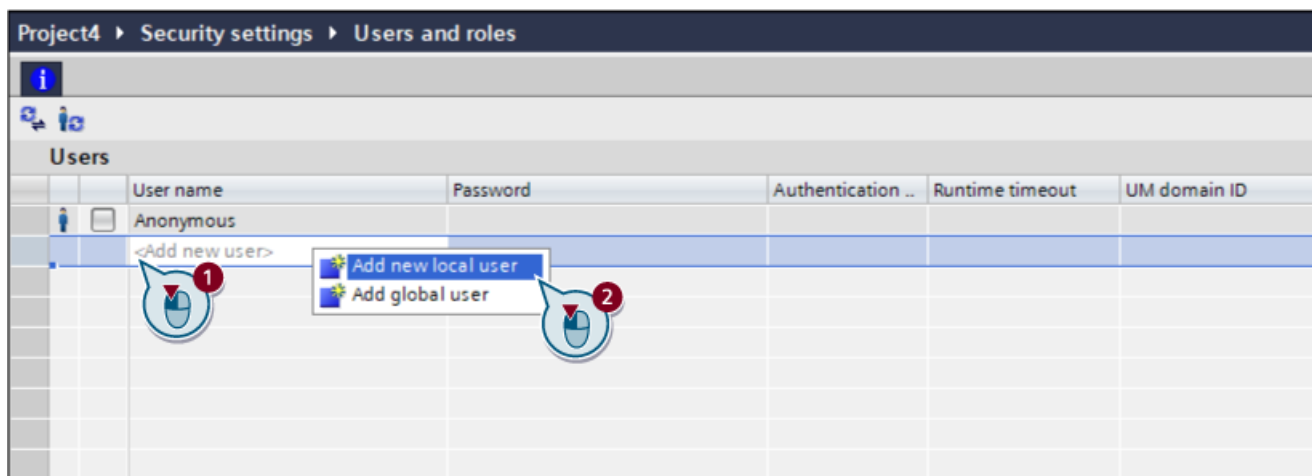 Project4 ▸ Security settings ▸ Users and roles
i
Users
User name Password Authentication .. Runtime timeout UM domain ID
Anonymous
<Add new user>
Add new local user
1
Add global user
2